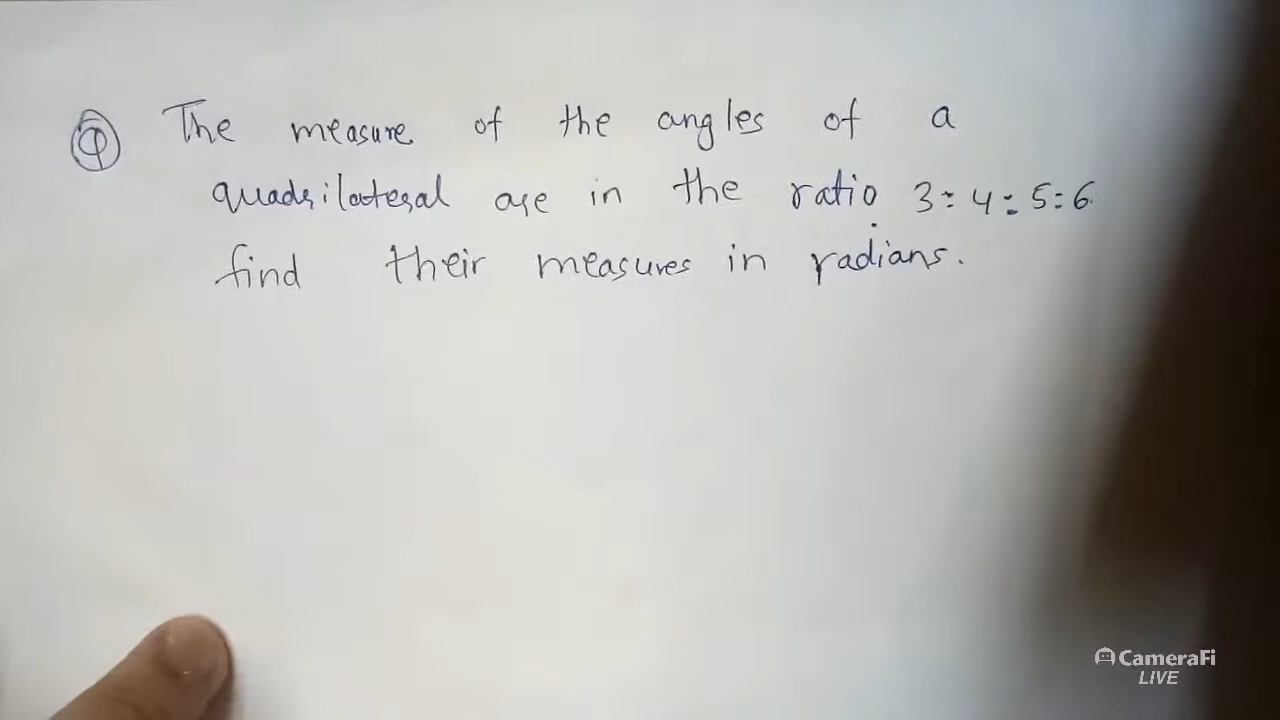 Q The measure of the angles of a
quadrilateral are in the ratio 3:4:5:6
find their measures in radians.
CameraFi
LIVE